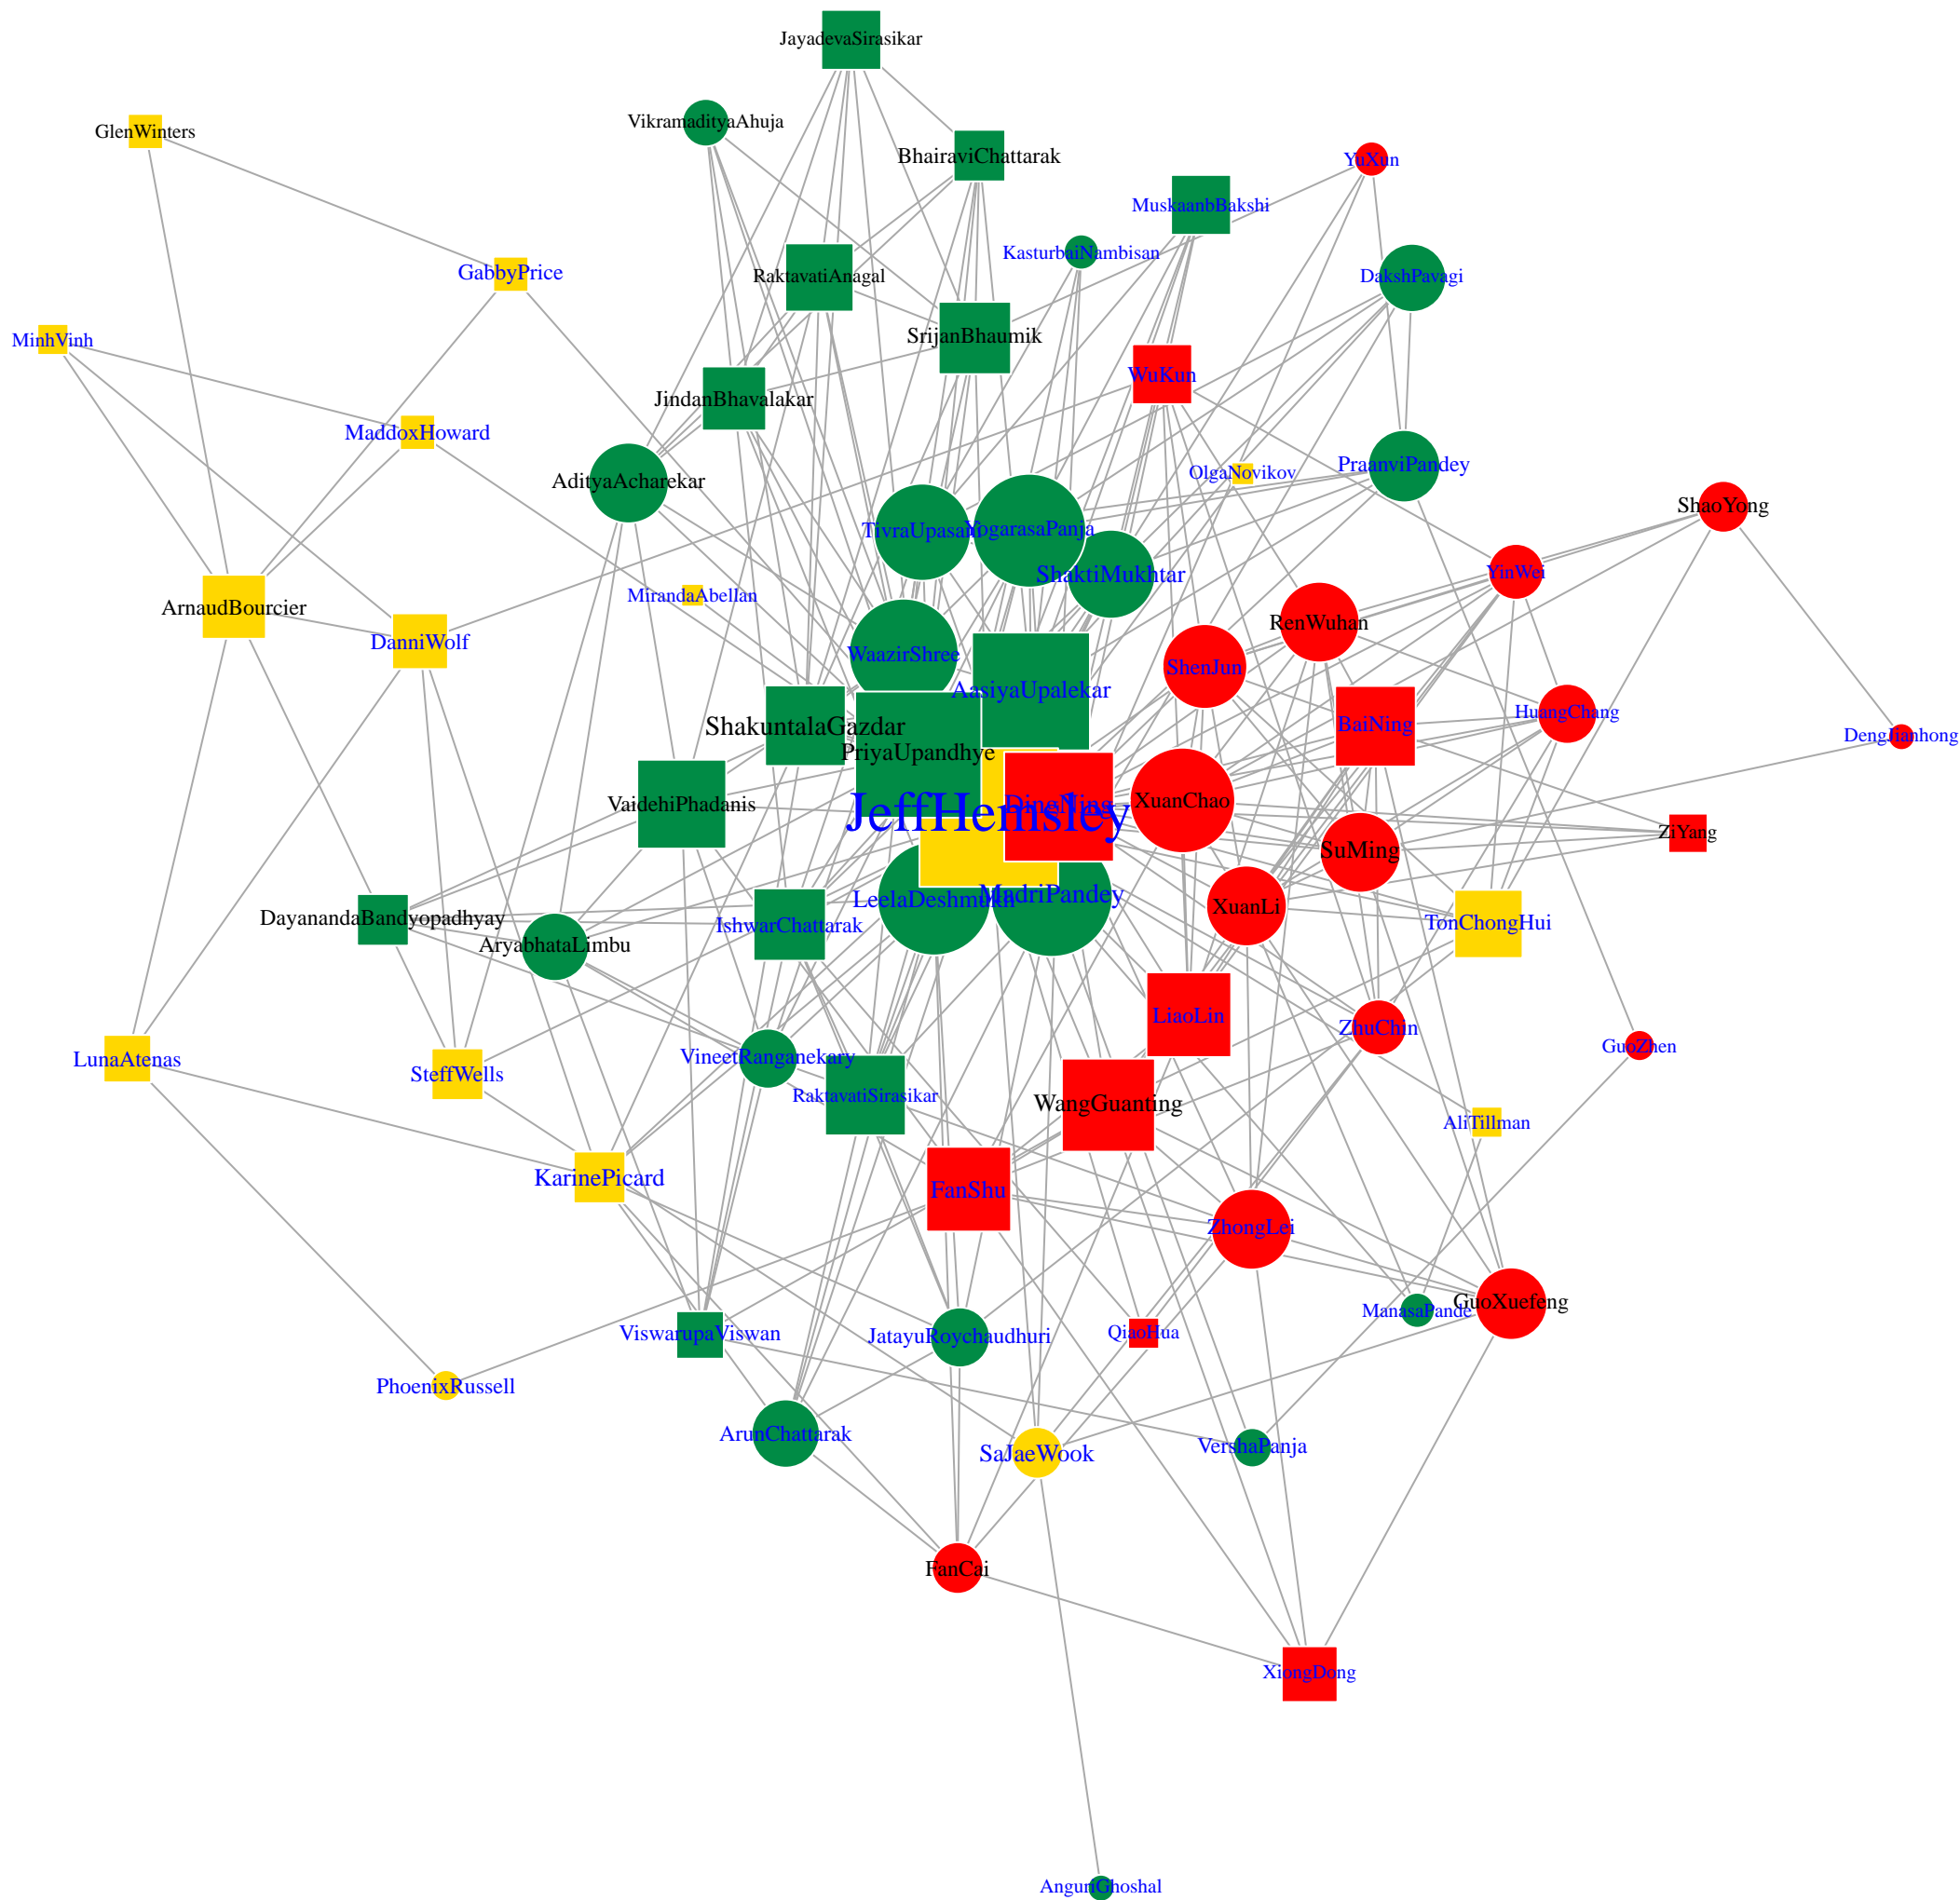 JayadevaSirasikar
VikramadityaAhuja
GlenWinters
BhairaviChattarak
YuXun
MuskaanbBakshi
KasturbaiNambisan
GabbyPrice
RaktavatiAnagal
DakshPavagi
SrijanBhaumik
MinhVinh
WuKun
JindanBhavalakar
MaddoxHoward
PraanviPandey
OlgaNovikov
AdityaAcharekar
ShaoYong
TivraUpasani
YogarasaPanja
YinWei
ShaktiMukhtar
MirandaAbellan
ArnaudBourcier
RenWuhan
DanniWolf
WaazirShree
ShenJun
AasiyaUpalekar
HuangChang
ShakuntalaGazdar
BaiNing
DengJianhong
PriyaUpandhye
VaidehiPhadanis
DingNing
XuanChao
JeffHemsley
ZiYang
SuMing
LeelaDeshmukh
MadriPandey
XuanLi
DayanandaBandyopadhyay
IshwarChattarak
TonChongHui
AryabhataLimbu
LiaoLin
ZhuChin
GuoZhen
VineetRanganekary
LunaAtenas
SteffWells
RaktavatiSirasikar
WangGuanting
AliTillman
KarinePicard
FanShu
ZhongLei
ManasaPande
GuoXuefeng
ViswarupaViswan
JatayuRoychaudhuri
QiaoHua
PhoenixRussell
ArunChattarak
SaJaeWook
VershaPanja
FanCai
XiongDong
AnguriGhoshal